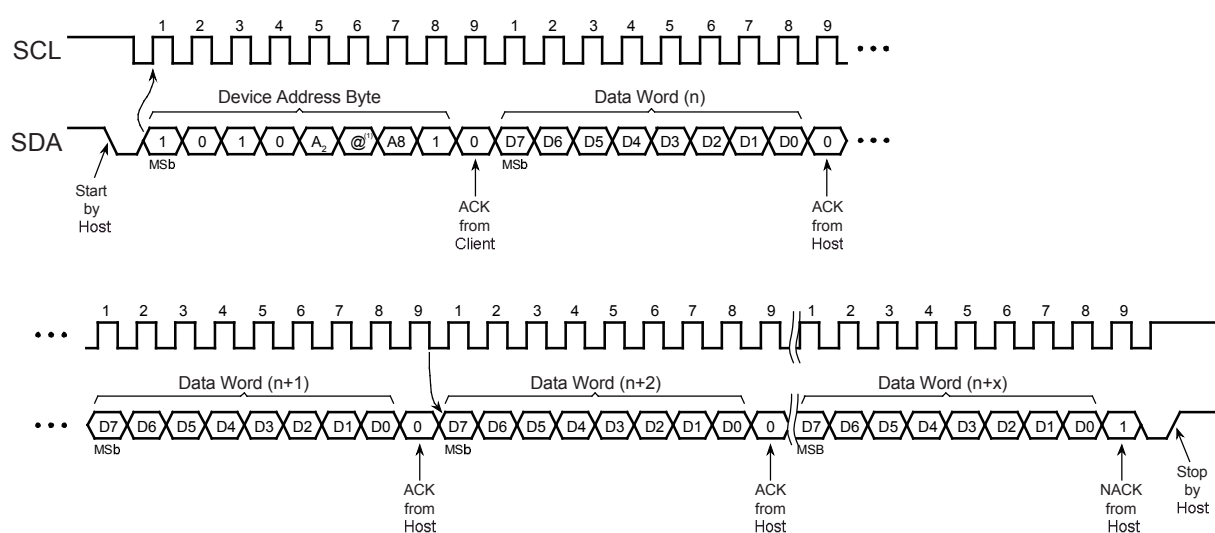 1 2 3 4 5 6 7 8 9 1 2 3 4 5 6 7 8 9
SCL
Device Address Byte Data Word (n)
SDA 1 0 1 0 A2 @(1) A8 1 0 D7 D6 D5 D4 D3 D2 D1 D0 0
MSb MSb
Start by Host
ACK from Client
ACK from Host
1 2 3 4 5 6 7 8 9 1 2 3 4 5 6 7 8 9 1 2 3 4 5 6 7 8 9
Data Word (n+1) Data Word (n+2) Data Word (n+x)
D7 D6 D5 D4 D3 D2 D1 D0 0 D7 D6 D5 D4 D3 D2 D1 D0 0 D7 D6 D5 D4 D3 D2 D1 D0 1
MSb MSb MSB
ACK from Host
ACK from Host
NACK from Host
Stop by Host